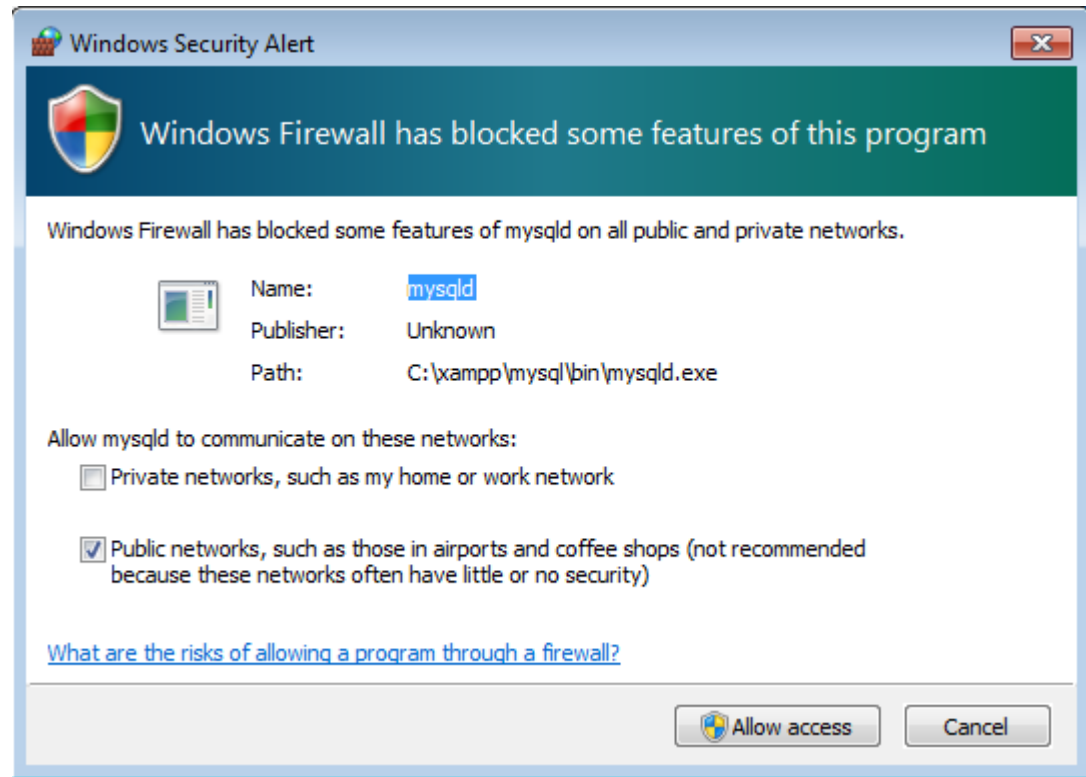 Windows Security Alert
Windows Firewall has blocked some features of this program
Windows Firewall has blocked some features of mysqld on all public and private networks.
Name: mysqld
Publisher: Unknown
Path: C:\xampp\mysql\bin\mysqld.exe
Allow mysqld to communicate on these networks:
Private networks, such as my home or work network
Public networks, such as those in airports and coffee shops (not recommended
because these networks often have little or no security)
What are the risks of allowing a program through a firewall?
Allow access Cancel